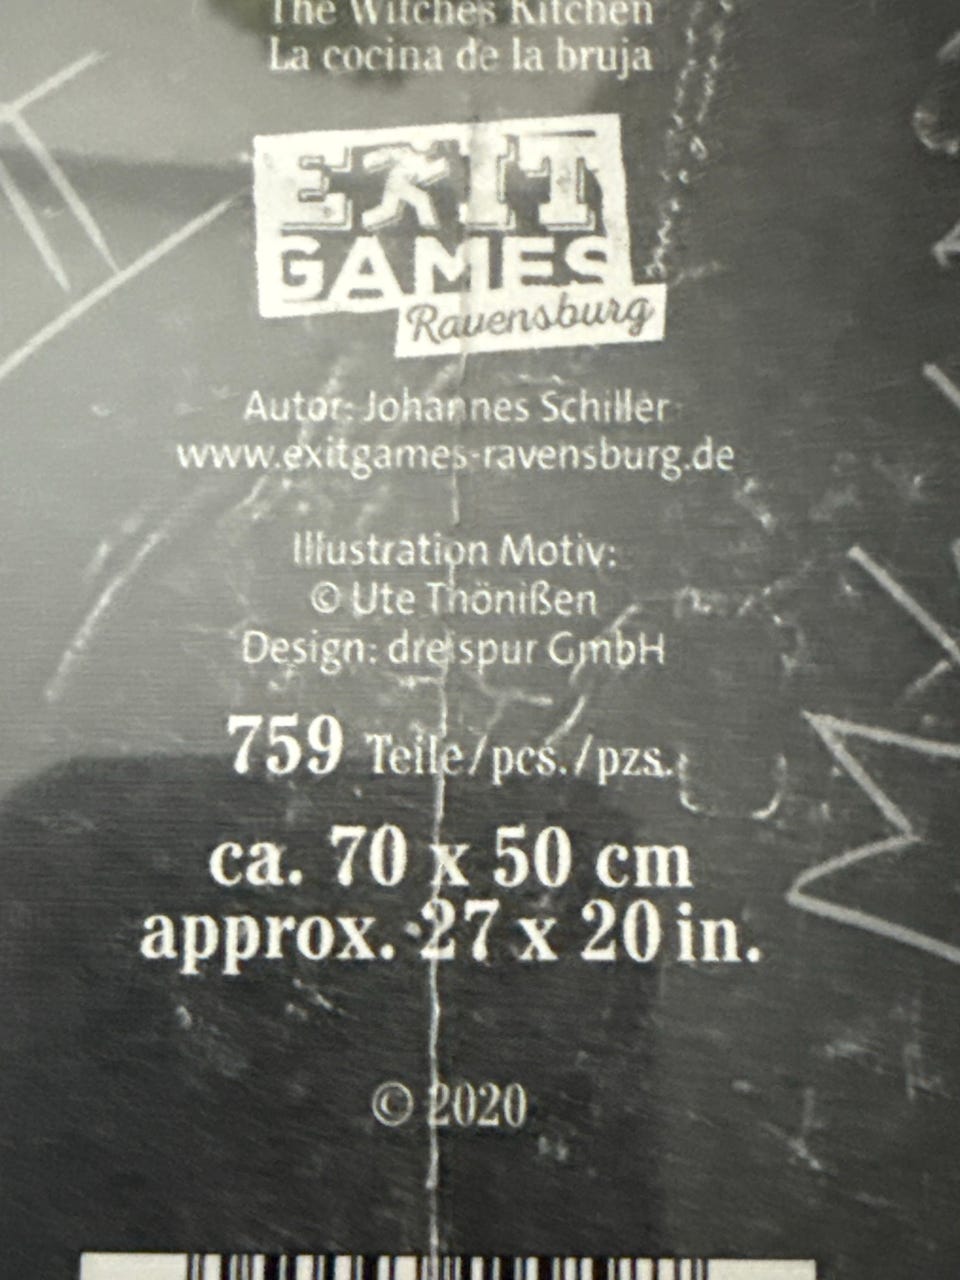 The Witches Kitchen
La cocina de la bruja
EXIT
GAMES
Ravensburg
Autor: Johannes Schiller
www.exitgames-ravensburg.de
Illustration Motiv:
© Ute Thönißen
Design: dreispur GmbH
759 Teile/pcs./pzs.
ca. 70 x 50 cm
approx. 27 x 20 in.
© 2020